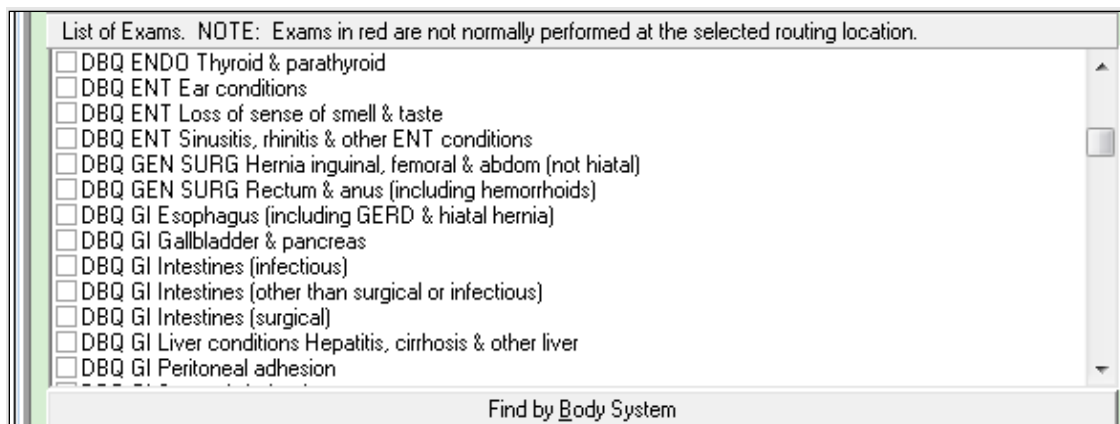 List of Exams. NOTE: Exams in red are not normally performed at the selected routing location.
DBQ ENDO Thyroid & parathyroid
DBQ ENT Ear conditions
DBQ ENT Loss of sense of smell & taste
DBQ ENT Sinusitis, rhinitis & other ENT conditions
DBQ GEN SURG Hernia inguinal, femoral & abdom (not hiatal)
DBQ GEN SURG Rectum & anus (including hemorrhoids)
DBQ GI Esophagus (including GERD & hiatal hernia)
DBQ GI Gallbladder & pancreas
DBQ GI Intestines (infectious)
DBQ GI Intestines (other than surgical or infectious)
DBQ GI Intestines (surgical)
DBQ GI Liver conditions Hepatitis, cirrhosis & other liver
DBQ GI Peritoneal adhesion
Find by Body System